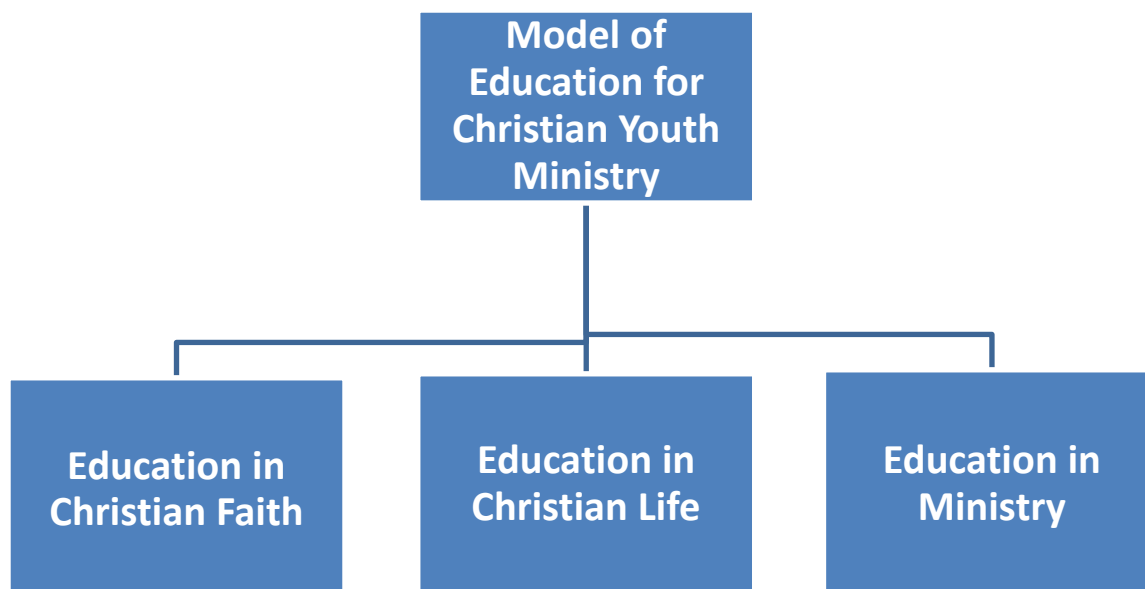 Model of
Education for
Christian Youth
Ministry
Education in
Christian Faith
Education in
Christian Life
Education in
Ministry